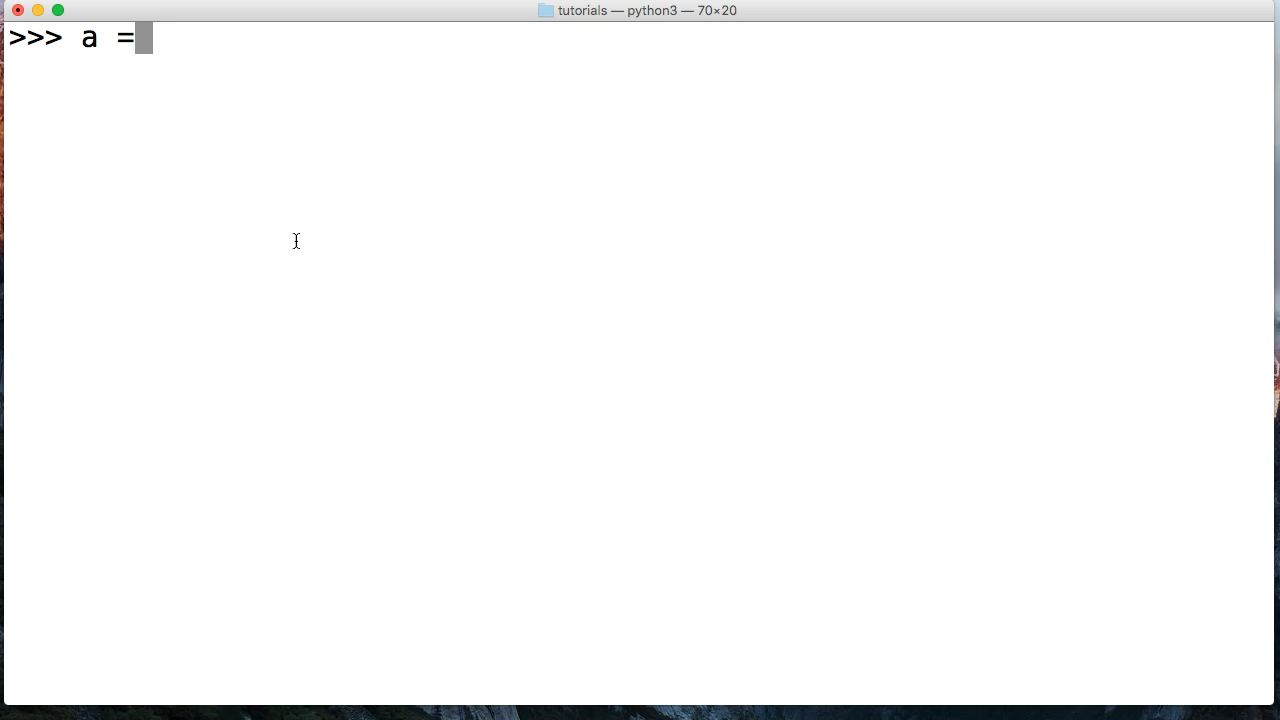 tutorials — python3 — 70×20
>>> a =